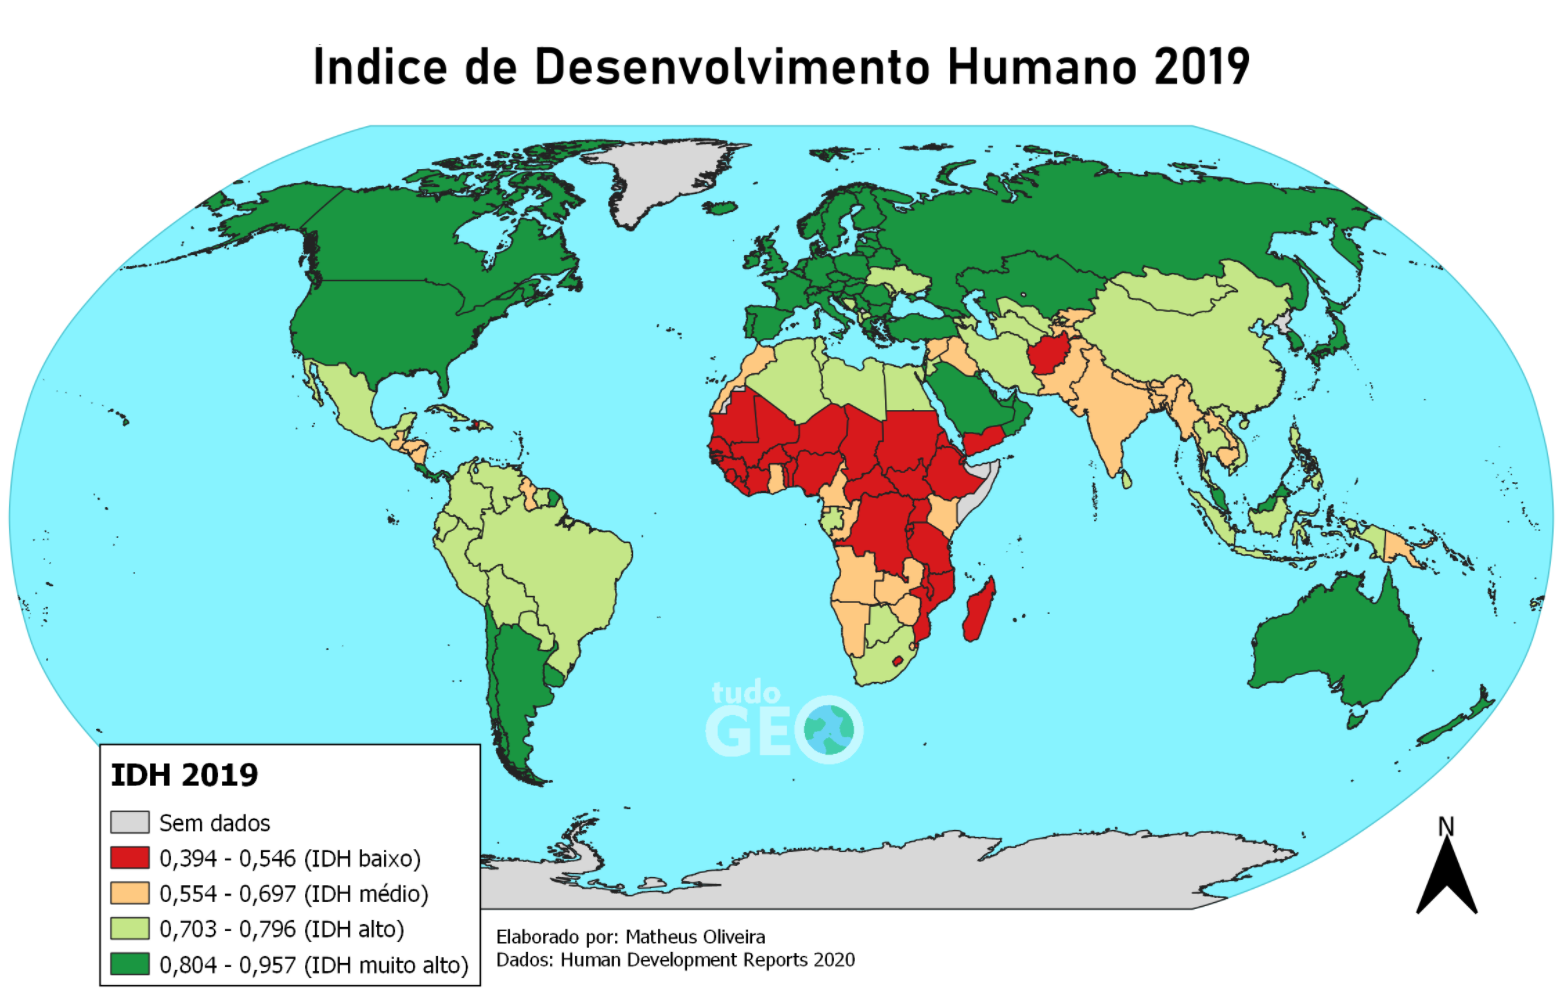 Indice de Desenvolvimento Humano 2019
tudo
GEO
IDH 2019
Sem dados
0,394 - 0,546 (IDH baixo)
0,554 - 0,697 (IDH médio)
0,703 - 0,796 (IDH alto)
0,804 - 0,957 (IDH muito alto)
N
Elaborado por: Matheus Oliveira
Dados: Human Development Reports 2020